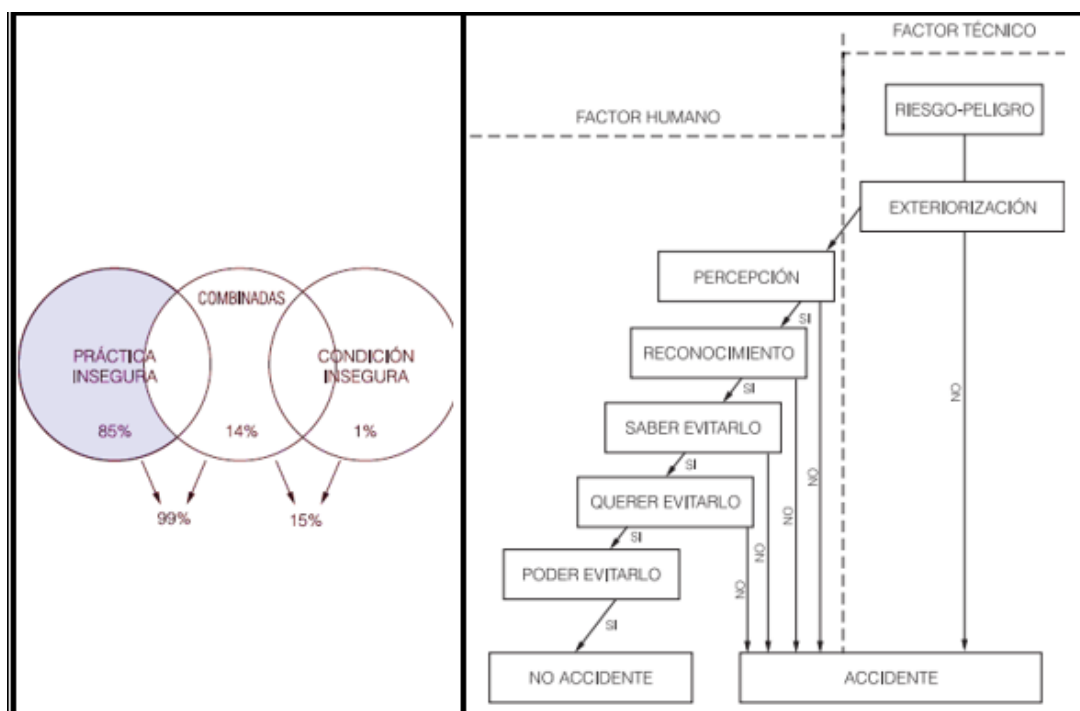 COMBINADAS
PRÁCTICA
INSEGURA
CONDICIÓN
INSEGURA
85%
14%
1%
99%
15%
FACTOR TÉCNICO
FACTOR HUMANO
RIESGO-PELIGRO
EXTERIORIZACIÓN
PERCEPCIÓN
SI
RECONOCIMIENTO
SI
NO
SABER EVITARLO
SI
NO
QUERER EVITARLO
NO
SI
NO
PODER EVITARLO
NO
NO
SI
NO ACCIDENTE
ACCIDENTE